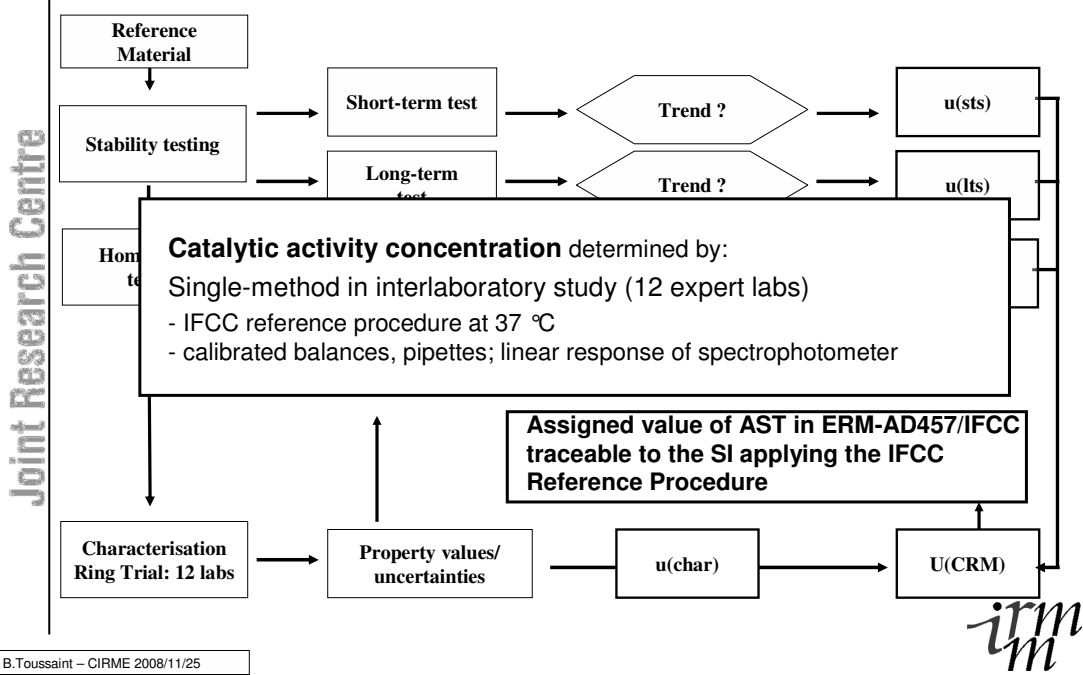 Joint Research Centre
Reference
Material
Stability testing
Short-term test
Trend ?
u(sts)
Long-term
test
Trend ?
u(lts)
Hom
te
Catalytic activity concentration determined by:
Single-method in interlaboratory study (12 expert labs)
- IFCC reference procedure at 37 °C
- calibrated balances, pipettes; linear response of spectrophotometer
Assigned value of AST in ERM-AD457/IFCC
traceable to the SI applying the IFCC
Reference Procedure
Characterisation
Ring Trial: 12 labs
Property values/
uncertainties
u(char)
U(CRM)
irmm
B.Toussaint – CIRME 2008/11/25